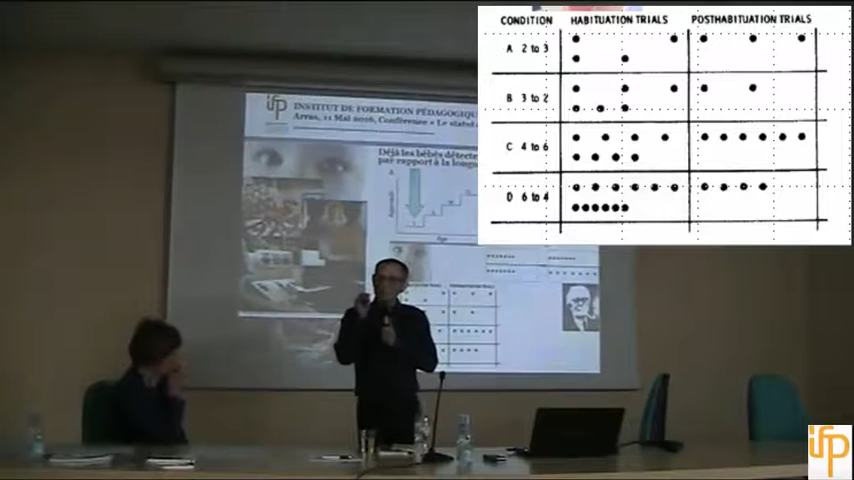 CONDITION HABITUATION TRIALS POSTHABITUATION TRIALS
A 2 to 3
B 3 to 2
C 4 to 6
D 6 to 4
ifp INSTITUT DE FORMATION PÉDAGOGIQUE
Arras, 11 Mai 2016, Conférence « Le statut
Déjà les bébés détecte
par rapport à la longu
Age
ifp